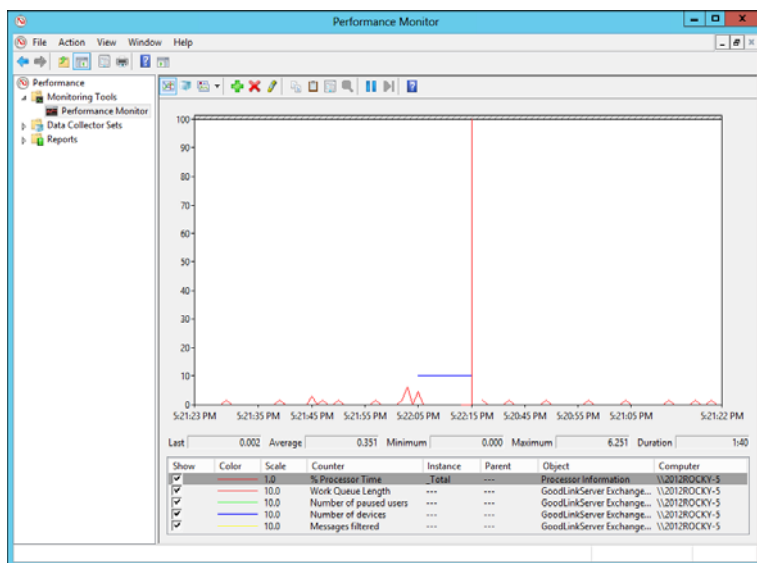 Performance Monitor
File Action View Window Help
Performance
Monitoring Tools
Performance Monitor
Data Collector Sets
Reports
100
90
80
70
60
50
40
30
20
10
0
5:21:23 PM 5:21:35 PM 5:21:45 PM 5:21:55 PM 5:22:05 PM 5:22:15 PM 5:20:45 PM 5:20:55 PM 5:21:05 PM 5:21:22 PM
Last 0.002 Average 0.351 Minimum 0.000 Maximum 6.251 Duration 1:40
Show Color Scale Counter Instance Parent Object Computer
1.0 % Processor Time _Total --- Processor Information \\2012ROCKY-5
10.0 Work Queue Length --- --- GoodLinkServer Exchange... \\2012ROCKY-5
10.0 Number of paused users --- --- GoodLinkServer Exchange... \\2012ROCKY-5
10.0 Number of devices --- --- GoodLinkServer Exchange... \\2012ROCKY-5
10.0 Messages filtered --- --- GoodLinkServer Exchange... \\2012ROCKY-5